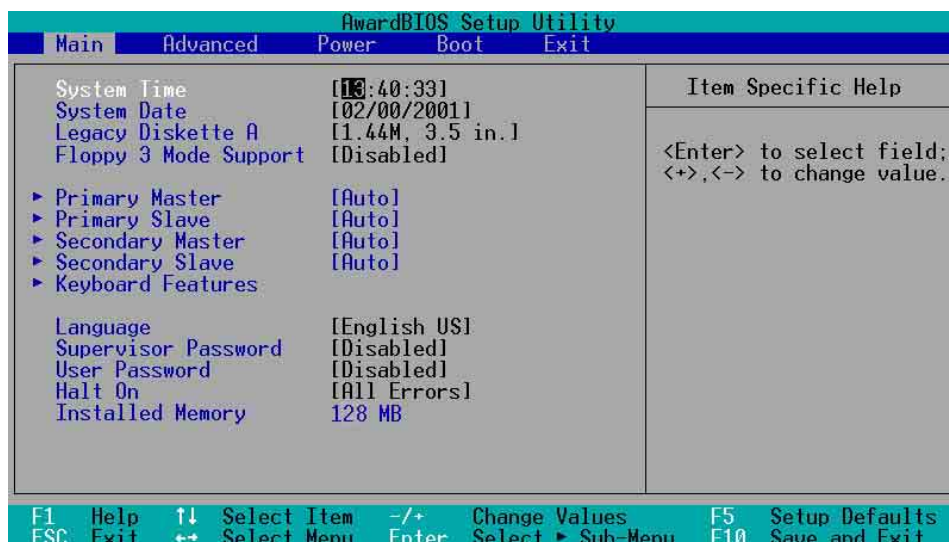 AwardBIOS Setup Utility
Main Advanced Power Boot Exit
System Time [13:40:33]
System Date [02/00/2001]
Legacy Diskette A [1.44M, 3.5 in.]
Floppy 3 Mode Support [Disabled]
► Primary Master [Auto]
► Primary Slave [Auto]
► Secondary Master [Auto]
► Secondary Slave [Auto]
► Keyboard Features
Language [English US]
Supervisor Password [Disabled]
User Password [Disabled]
Halt On [All Errors]
Installed Memory 128 MB
Item Specific Help
<Enter> to select field;
<+>,<-> to change value.
F1 Help ↑↓ Select Item -/+ Change Values F5 Setup Defaults
ESC Exit ←→ Select Menu Enter Select ► Sub-Menu F10 Save and Exit